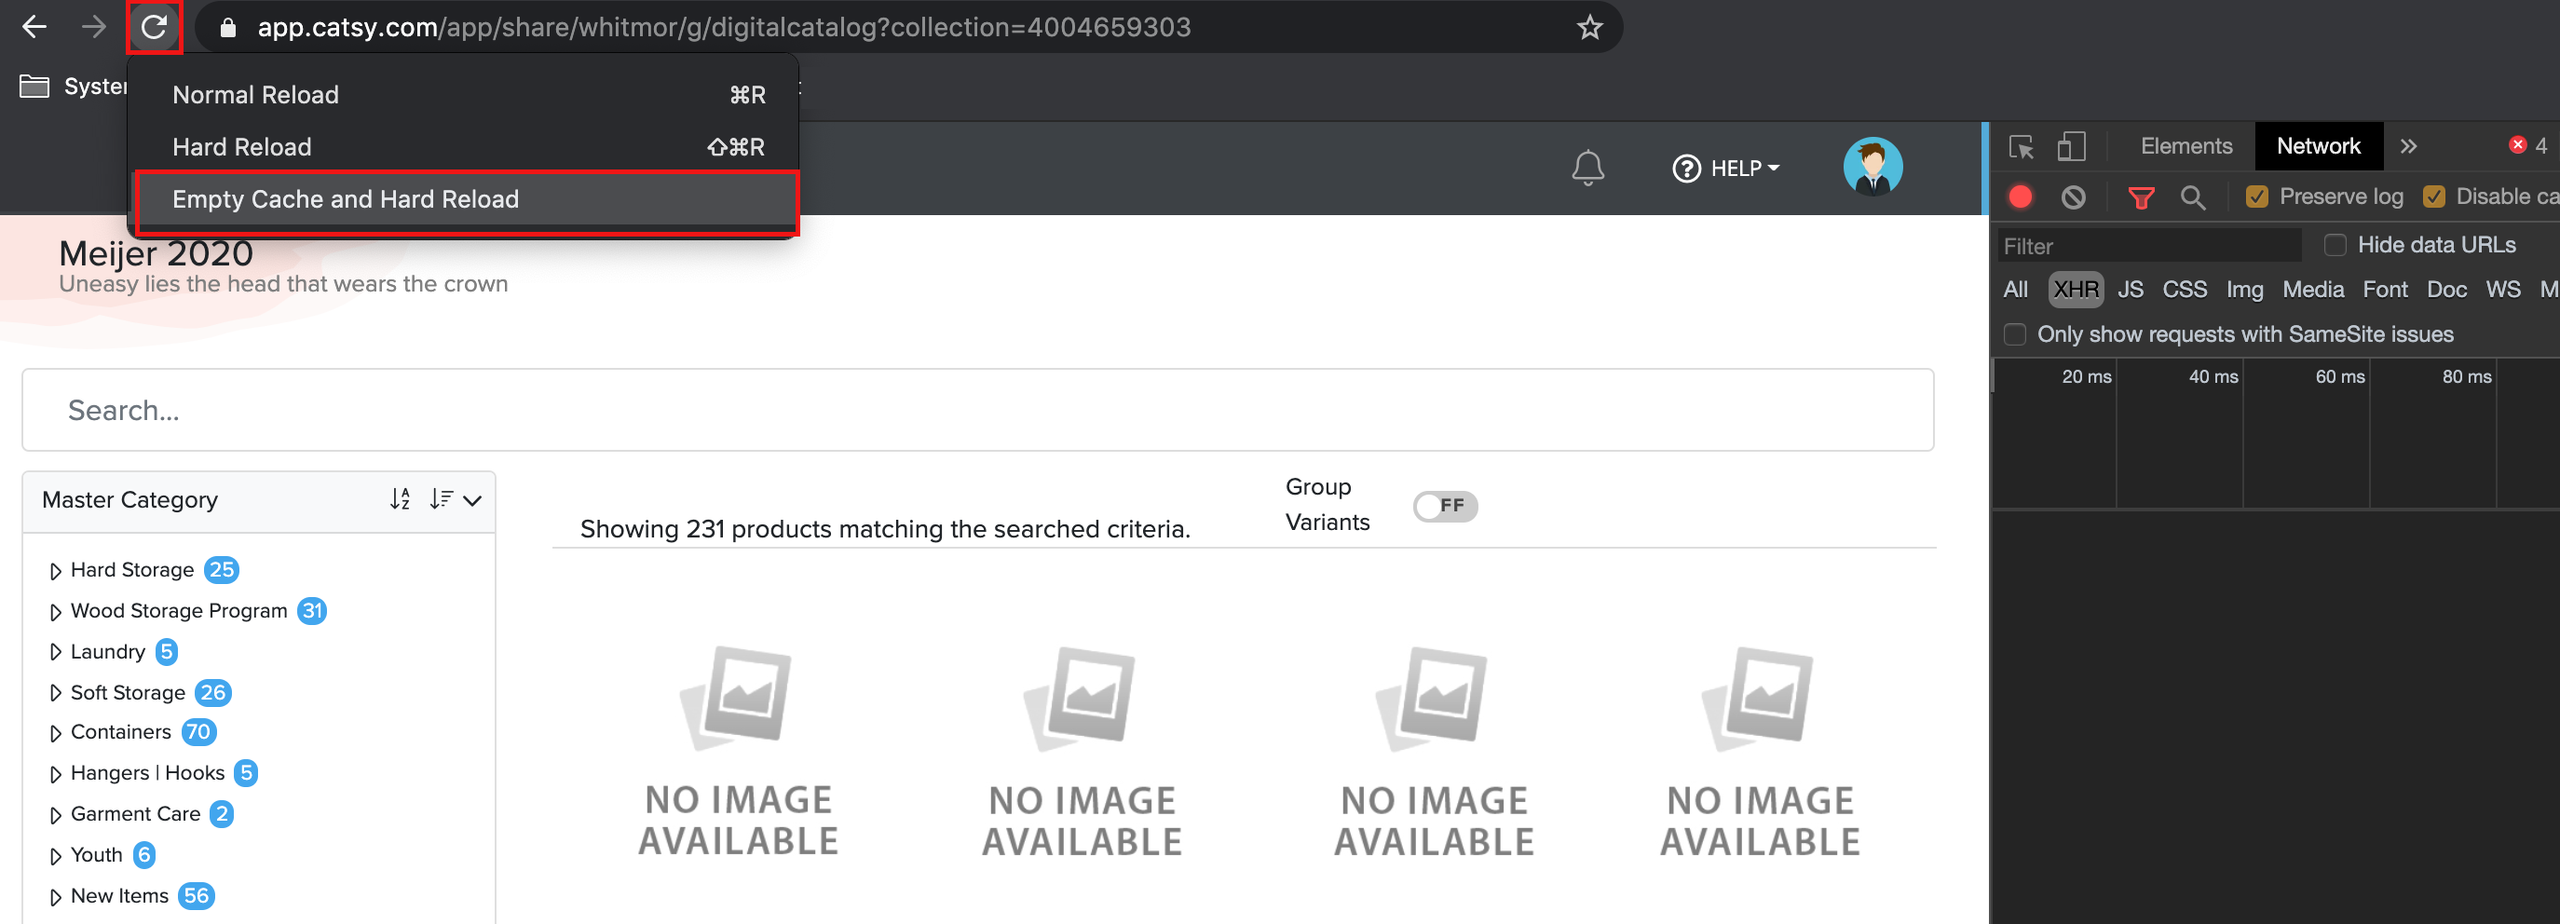 app.catsy.com/app/share/whitmor/g/digitalcatalog?collection=4004659303
Normal Reload ⌘R
Hard Reload ⇧⌘R
Empty Cache and Hard Reload
HELP
Elements Network » 4
Preserve log
Filter Hide data URLs
All XHR JS CSS Img Media Font Doc WS
Only show requests with SameSite issues
20 ms 40 ms 60 ms 80 ms
Meijer 2020
Uneasy lies the head that wears the crown
Search...
Master Category
Hard Storage 25
Wood Storage Program 31
Laundry 5
Soft Storage 26
Containers 70
Hangers | Hooks 5
Garment Care 2
Youth 6
New Items 56
Showing 231 products matching the searched criteria.
Group
Variants
FF
NO IMAGE
AVAILABLE
NO IMAGE
AVAILABLE
NO IMAGE
AVAILABLE
NO IMAGE
AVAILABLE